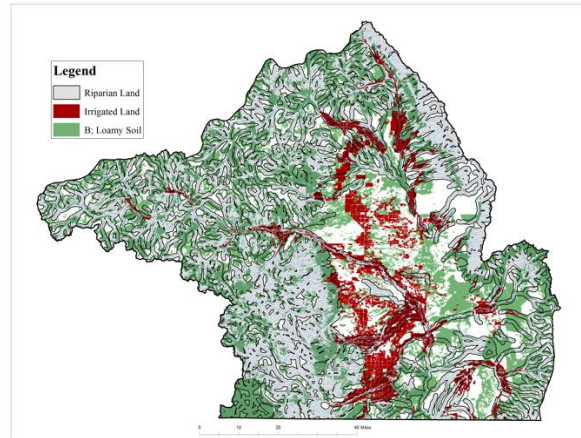 Legend
Riparian Land
Irrigated Land
B; Loamy Soil
0 10 20 40 Miles